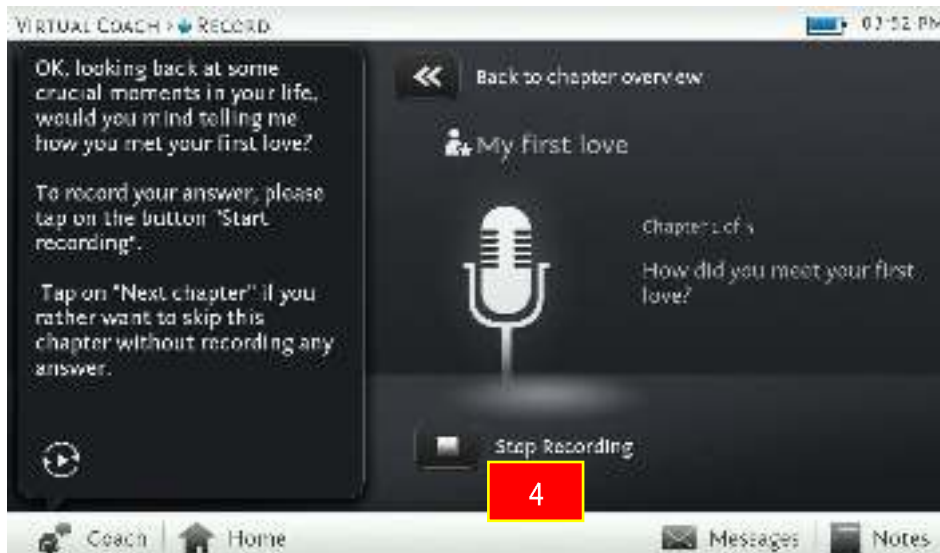 VIRTUAL COACH › RECORD
OK, looking back at some
crucial moments in your life,
would you mind telling me
how you met your first love?
To record your answer, please
tap on the button "Start
recording".
Tap on "Next chapter" if you
rather want to skip this
chapter without recording any
answer.
Back to chapter overview
My first love
Chapter 1 of
How did you meet your first
love?
Stop Recording
4
Coach
Home
Messages
Notes